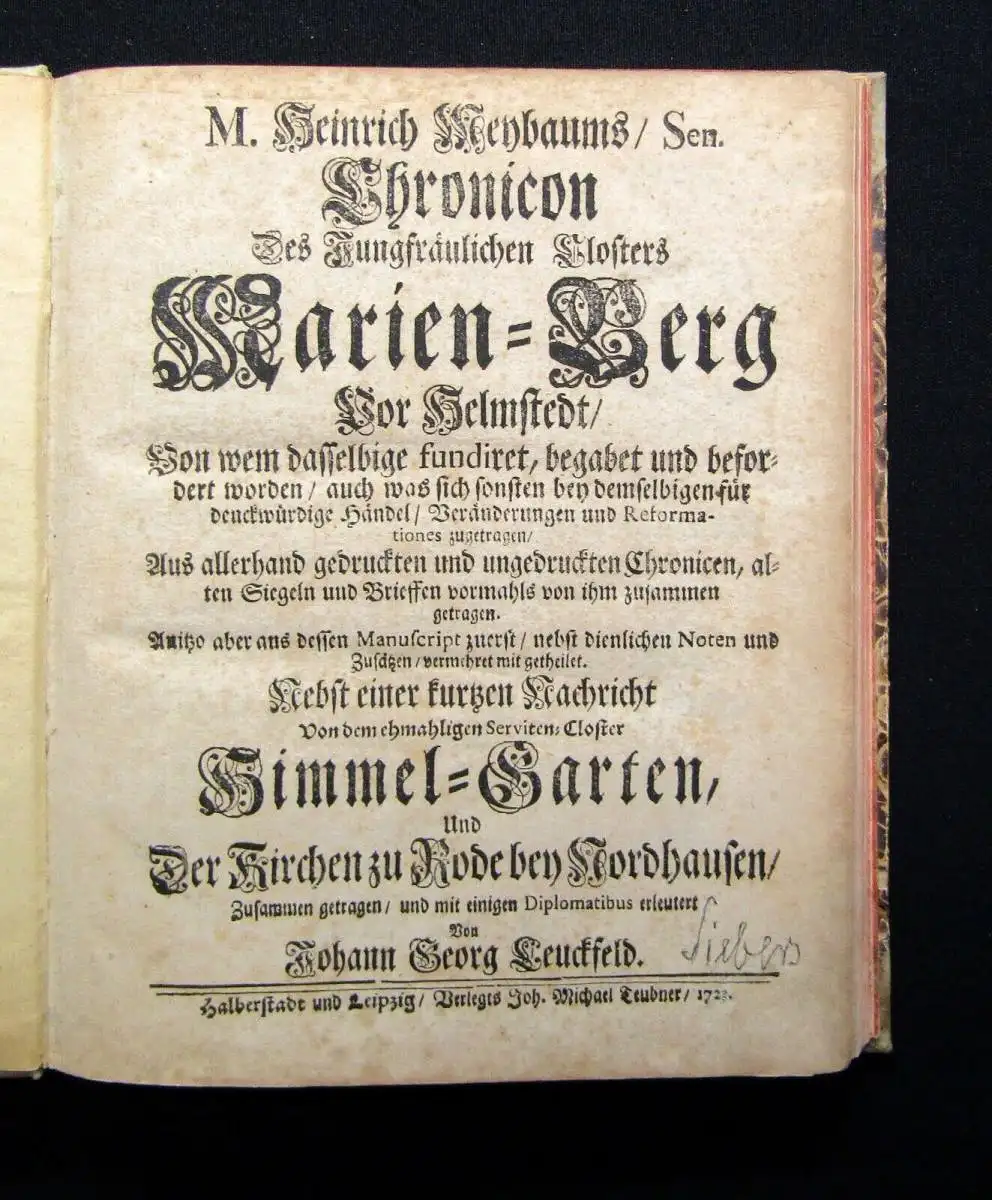 M. Heinrich Meybaums/ Sen.
Chronicon
Des Jungfräulichen Closters
Marien-Berg
Vor Helmstedt/
Von wem dasselbige fundiret, begabet und befor-
dert worden/ auch was sich sonsten bey demselbigen für
denckwürdige Händel/ Veränderungen und Reforma-
tiones zugetragen/
Aus allerhand gedruckten und ungedruckten Chronicen, al-
ten Siegeln und Brieffen vormahls von ihm zusammen
getragen.
Anitzo aber aus dessen Manuscript zuerst/ nebst dienlichen Noten und
Zusätzen/ vermehret mit getheilet.
Nebst einer kurtzen Nachricht
Von dem ehmahligen Serviten-Closter
Himmel-Garten,
Und
Der Kirchen zu Rode bey Nordhausen/
Zusammen getragen/ und mit einigen Diplomatibus erleutert
Von
Johann Georg Leuckfeld.
Siebers
Halberstadt und Leipzig/ Verlegts Joh. Michael Teubner/ 1723.